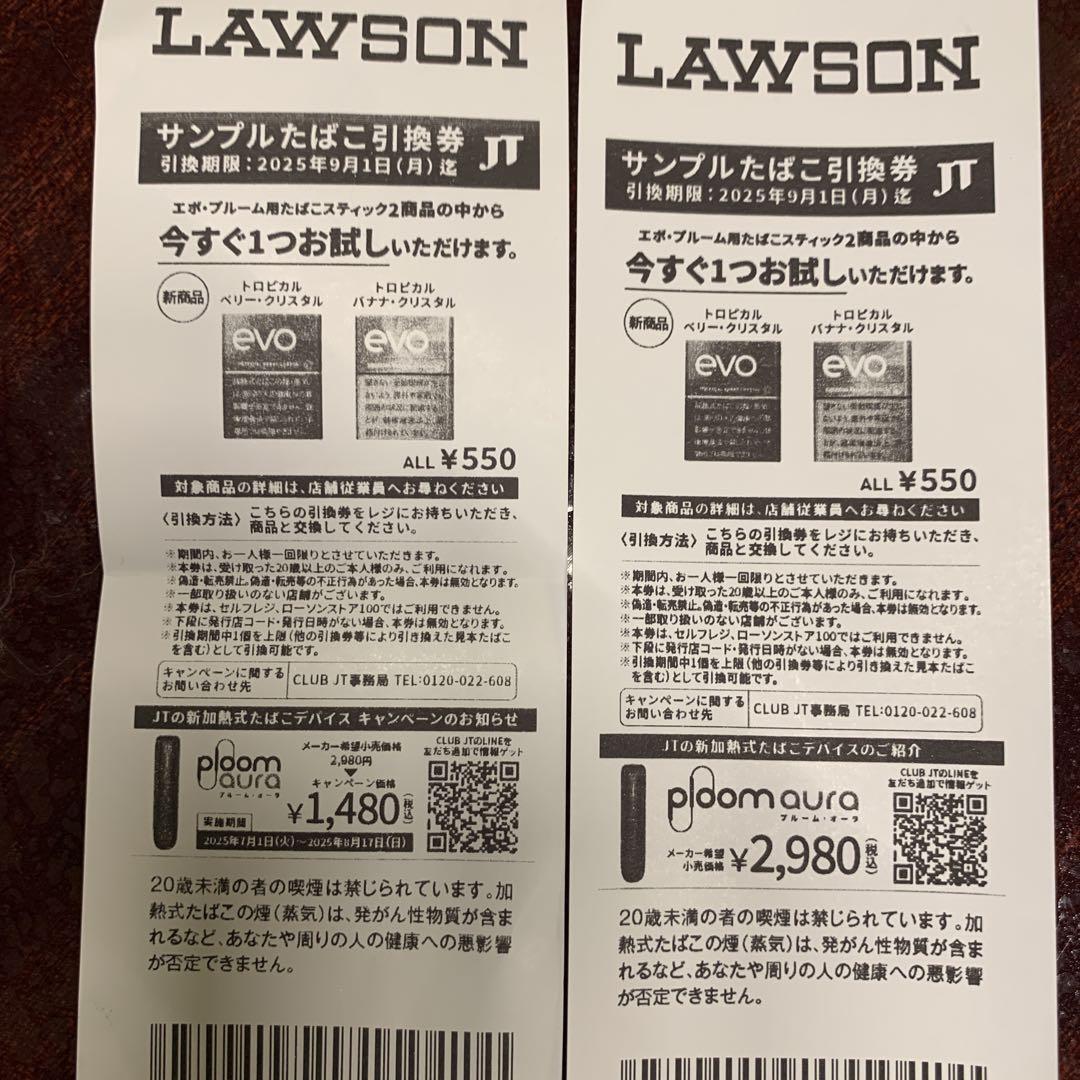 LAWSON
サンプルたばこ引換券
JT
引換期限:2025年9月1日(月)迄
エボ・プルーム用たばこスティック2商品の中から
今すぐ1つお試しいただけます。
新商品
トロピカル
ベリー・クリスタル
トロピカル
バナナ・クリスタル
evo
evo
ALL ¥550
対象商品の詳細は、店舗従業員へお尋ねください
〈引換方法〉こちらの引換券をレジにお持ちいただき、
商品と交換してください。
※期間内、お一人様一回限りとさせていただきます。
※本券は、受け取った20歳以上のご本人様のみ、ご利用になれます。
※偽造・転売禁止。偽造・転売等の不正行為があった場合、本券は無効となります。
※一部取り扱いのない店舗がございます。
※本券は、セルフレジ、ローソンストア100ではご利用できません。
※下段に発行店コード・発行日時がない場合、本券は無効となります。
※引換期間中1個を上限(他の引換券等により引き換えた見本たばこ
を含む)として引換可能です。
キャンペーンに関する
お問い合わせ先
CLUB JT事務局 TEL:0120-022-608
JTの新加熱式たばこデバイス キャンペーンのお知らせ
ploom
aura
プルーム・オーラ
メーカー希望小売価格
2,980円
キャンペーン価格
¥1,480(税込)
CLUB JTのLINEを
友だち追加で情報ゲット
実施期間
2025年7月1日(火)〜2025年8月17日(日)
20歳未満の者の喫煙は禁じられています。加
熱式たばこの煙(蒸気)は、発がん性物質が含ま
れるなど、あなたや周りの人の健康への悪影響
が否定できません。
LAWSON
サンプルたばこ引換券
JT
引換期限:2025年9月1日(月)迄
エボ・プルーム用たばこスティック2商品の中から
今すぐ1つお試しいただけます。
新商品
トロピカル
ベリー・クリスタル
トロピカル
バナナ・クリスタル
evo
evo
ALL ¥550
対象商品の詳細は、店舗従業員へお尋ねください
〈引換方法〉こちらの引換券をレジにお持ちいただき、
商品と交換してください。
※期間内、お一人様一回限りとさせていただきます。
※本券は、受け取った20歳以上のご本人様のみ、ご利用になれます。
※偽造・転売禁止。偽造・転売等の不正行為があった場合、本券は無効となります。
※一部取り扱いのない店舗がございます。
※本券は、セルフレジ、ローソンストア100ではご利用できません。
※下段に発行店コード・発行日時がない場合、本券は無効となります。
※引換期間中1個を上限(他の引換券等により引き換えた見本たばこ
を含む)として引換可能です。
キャンペーンに関する
お問い合わせ先
CLUB JT事務局 TEL:0120-022-608
JTの新加熱式たばこデバイスのご紹介
ploom aura
プルーム・オーラ
メーカー希望
小売価格
¥2,980(税込)
CLUB JTのLINEを
友だち追加で情報ゲット
20歳未満の者の喫煙は禁じられています。加
熱式たばこの煙(蒸気)は、発がん性物質が含ま
れるなど、あなたや周りの人の健康への悪影響
が否定できません。